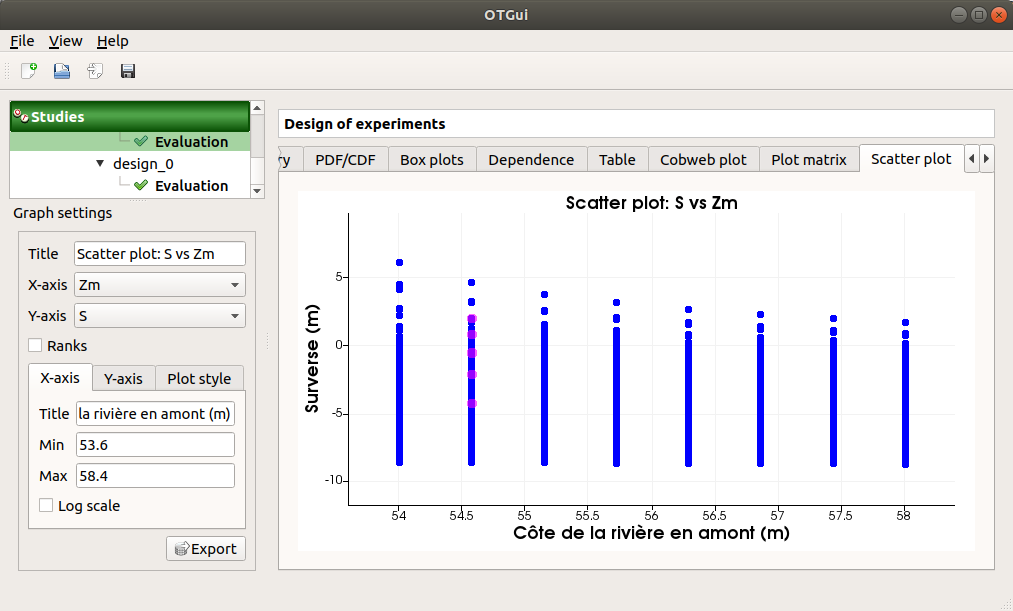 OTGui
File View Help
Studies
Evaluation
design_0
Evaluation
Graph settings
Title Scatter plot: S vs Zm
X-axis Zm
Y-axis S
Ranks
X-axis Y-axis Plot style
Title la rivière en amont (m)
Min 53.6
Max 58.4
Log scale
Export
Design of experiments
ry PDF/CDF Box plots Dependence Table Cobweb plot Plot matrix Scatter plot
Scatter plot: S vs Zm
Surverse (m)
5
0
-5
-10
54 54.5 55 55.5 56 56.5 57 57.5 58
Côte de la rivière en amont (m)